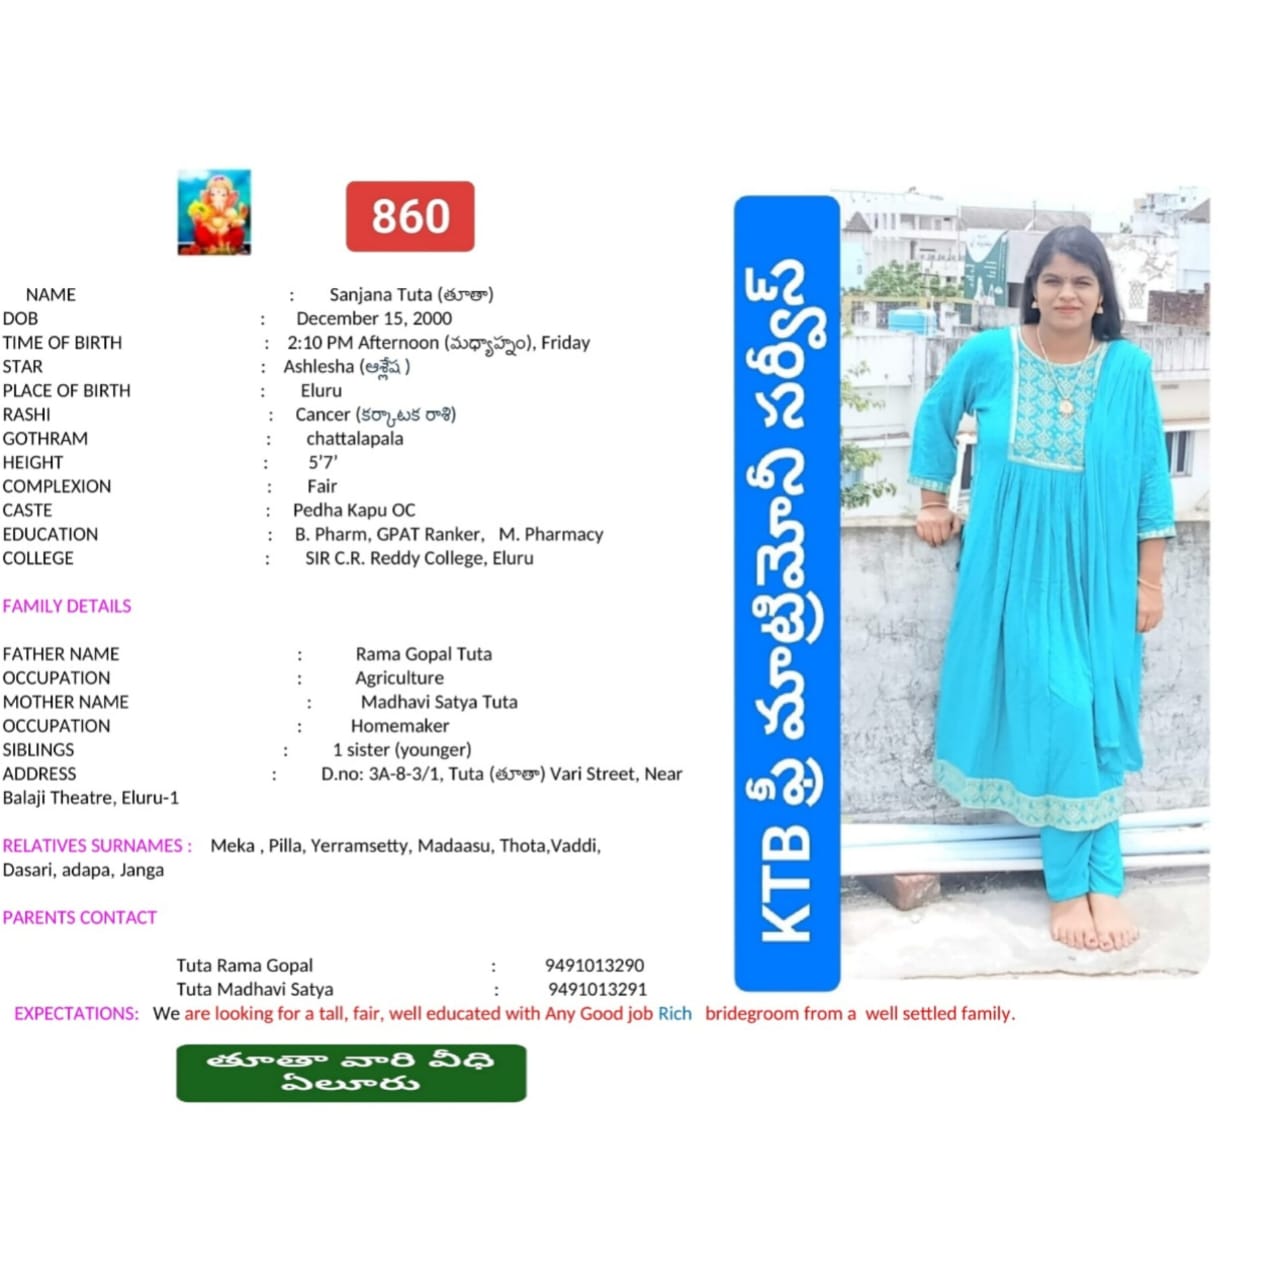 860
NAME : Sanjana Tuta (తూతా)
DOB : December 15, 2000
TIME OF BIRTH : 2:10 PM Afternoon (మధ్యాహ్నం), Friday
STAR : Ashlesha (ఆశ్లేష )
PLACE OF BIRTH : Eluru
RASHI : Cancer (కర్కాటక రాశి)
GOTHRAM : chattalapala
HEIGHT : 5’7’
COMPLEXION : Fair
CASTE : Pedha Kapu OC
EDUCATION : B. Pharm, GPAT Ranker, M. Pharmacy
COLLEGE : SIR C.R. Reddy College, Eluru
FAMILY DETAILS
FATHER NAME : Rama Gopal Tuta
OCCUPATION : Agriculture
MOTHER NAME : Madhavi Satya Tuta
OCCUPATION : Homemaker
SIBLINGS : 1 sister (younger)
ADDRESS : D.no: 3A-8-3/1, Tuta (తూతా) Vari Street, Near
Balaji Theatre, Eluru-1
RELATIVES SURNAMES : Meka , Pilla, Yerramsetty, Madaasu, Thota,Vaddi,
Dasari, adapa, Janga
PARENTS CONTACT
Tuta Rama Gopal : 9491013290
Tuta Madhavi Satya : 9491013291
EXPECTATIONS: We are looking for a tall, fair, well educated with Any Good job Rich bridegroom from a well settled family.
తూతా వారి వీధి
ఏలూరు
KTB ఫ్రీ మాట్రిమోనీ సర్వీస్